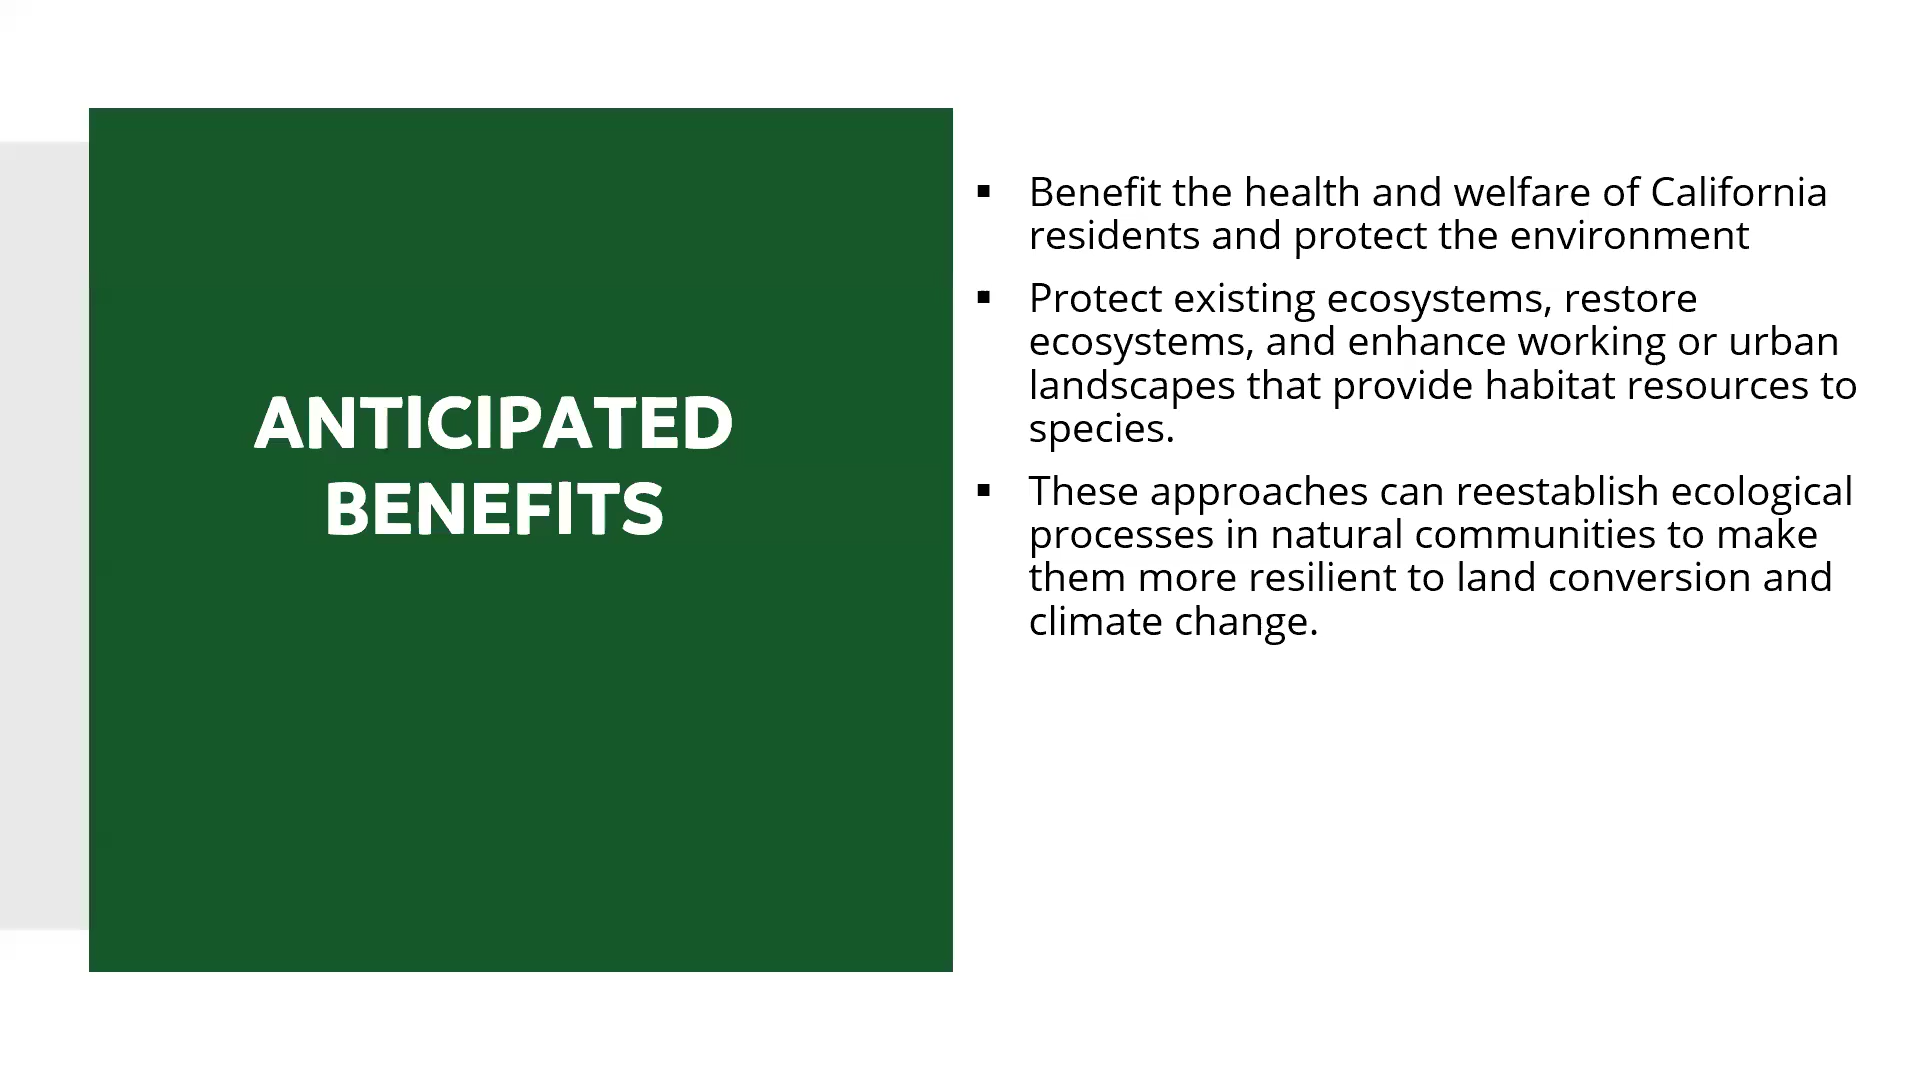 ANTICIPATED
BENEFITS
▪ Benefit the health and welfare of California
residents and protect the environment
▪ Protect existing ecosystems, restore
ecosystems, and enhance working or urban
landscapes that provide habitat resources to
species.
▪ These approaches can reestablish ecological
processes in natural communities to make
them more resilient to land conversion and
climate change.